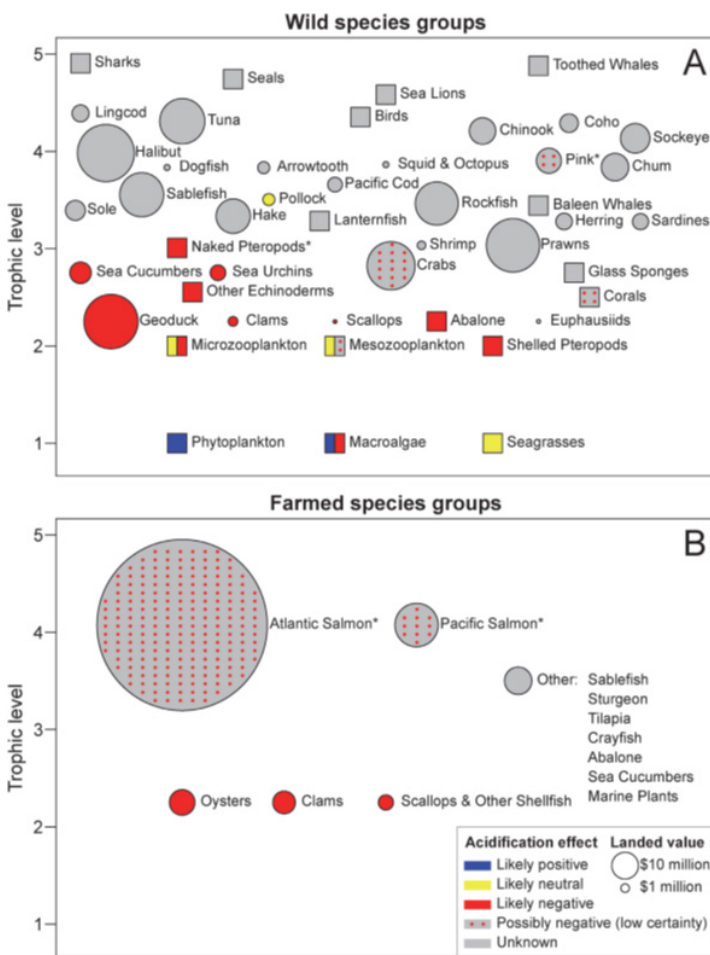 Wild species groups
A
5
Sharks
Toothed Whales
Seals
Sea Lions
Lingcod
Tuna
Birds
Chinook
Coho
Sockeye
4
Halibut
Dogfish
Arrowtooth
Squid & Octopus
Pink*
Chum
Sablefish
Pollock
Pacific Cod
Rockfish
Baleen Whales
Sole
Hake
Lanternfish
Herring
Sardines
3
Naked Pteropods*
Shrimp
Prawns
Sea Cucumbers
Sea Urchins
Crabs
Glass Sponges
Other Echinoderms
Corals
Geoduck
Clams
Scallops
Abalone
Euphausiids
2
Microzooplankton
Mesozooplankton
Shelled Pteropods
1
Phytoplankton
Macroalgae
Seagrasses
Trophic level
Farmed species groups
B
5
4
Atlantic Salmon*
Pacific Salmon*
Other:
Sablefish
Sturgeon
Tilapia
Crayfish
Abalone
Sea Cucumbers
Marine Plants
3
Oysters
Clams
Scallops & Other Shellfish
2
1
Trophic level
Acidification effect
Likely positive
Likely neutral
Likely negative
Possibly negative (low certainty)
Unknown
Landed value
$10 million
$1 million